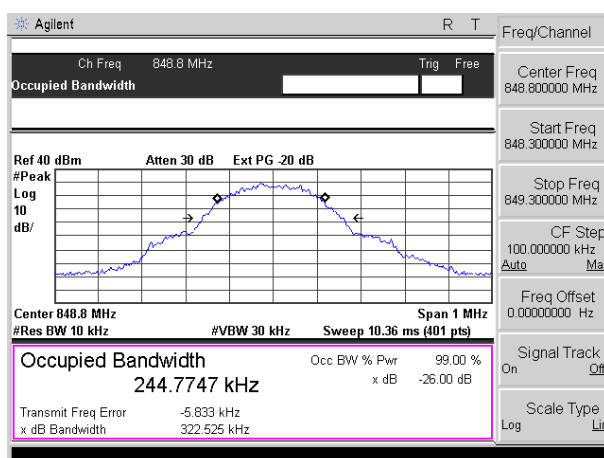 Agilent R T
Ch Freq 848.8 MHz Trig Free
Occupied Bandwidth
Ref 40 dBm Atten 30 dB Ext PG -20 dB
#Peak
Log
10
dB/
Center 848.8 MHz Span 1 MHz
#Res BW 10 kHz #VBW 30 kHz Sweep 10.36 ms (401 pts)
Occupied Bandwidth Occ BW % Pwr 99.00 %
244.7747 kHz x dB -26.00 dB
Transmit Freq Error -5.833 kHz
x dB Bandwidth 322.525 kHz
Freq/Channel
Center Freq
848.800000 MHz
Start Freq
848.300000 MHz
Stop Freq
849.300000 MHz
CF Step
100.000000 kHz
Auto Ma
Freq Offset
0.00000000 Hz
Signal Track
On Off
Scale Type
Log Lin